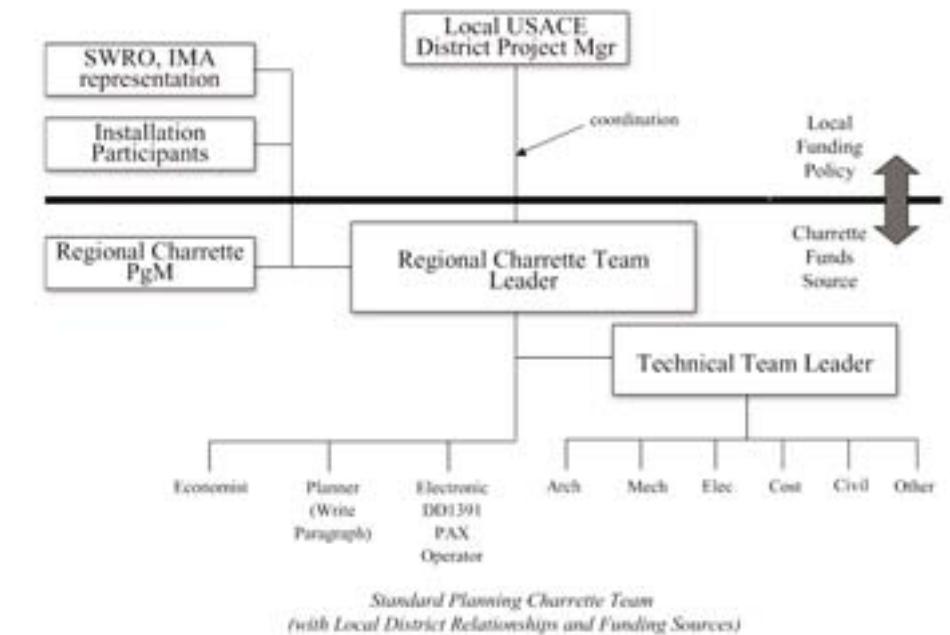 Local USACE
District Project Mgr
SWRO, IMA
representation
Installation
Participants
coordination
Local
Funding
Policy
Regional Charrette
PgM
Regional Charrette Team
Leader
Charrette
Funds
Source
Technical Team Leader
Economist
Planner
(Write
Paragraph)
Electronic
DD1391
PAX
Operator
Arch
Mech
Elec
Cost
Civil
Other
Standard Planning Charrette Team
(with Local District Relationships and Funding Sources)